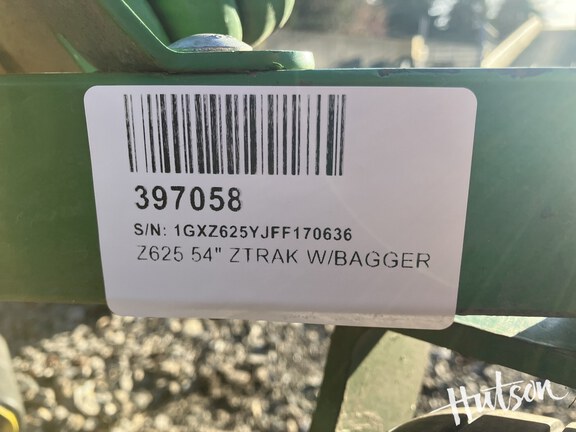 397058
S/N: 1GXZ625YJFF170636
Z625 54" ZTRAK W/BAGGER
Hutson